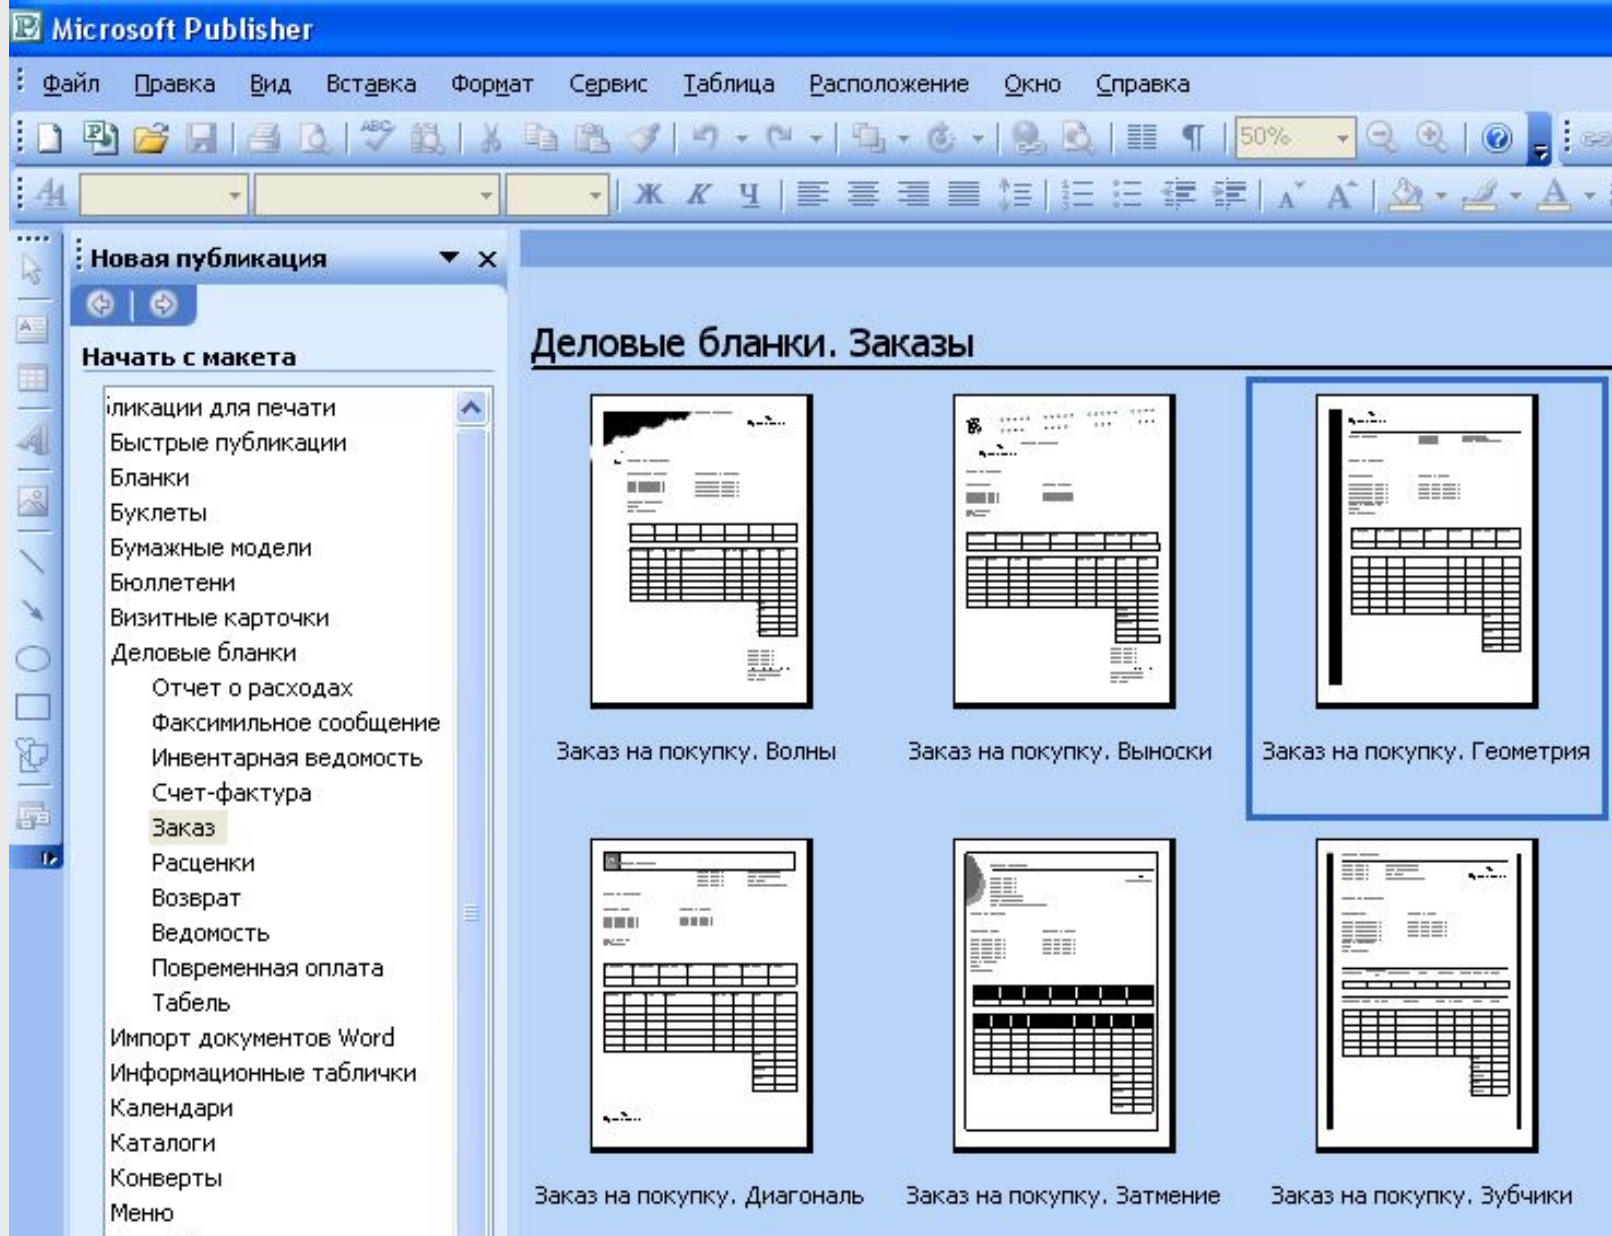 Microsoft Publisher
Файл Правка Вид Вставка Формат Сервис Таблица Расположение Окно Справка
ABC 50%
Ж К Ч
Новая публикация
Начать с макета
ликации для печати
Быстрые публикации
Бланки
Буклеты
Бумажные модели
Бюллетени
Визитные карточки
Деловые бланки
Отчет о расходах
Факсимильное сообщение
Инвентарная ведомость
Счет-фактура
Заказ
Расценки
Возврат
Ведомость
Повременная оплата
Табель
Импорт документов Word
Информационные таблички
Календари
Каталоги
Конверты
Меню
Деловые бланки. Заказы
Заказ на покупку. Волны
Заказ на покупку. Выноски
Заказ на покупку. Геометрия
Заказ на покупку. Диагональ
Заказ на покупку. Затмение
Заказ на покупку. Зубчики